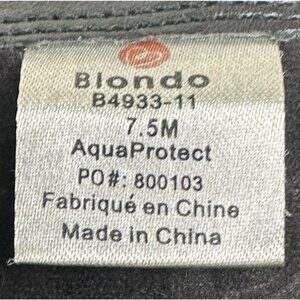 Blondo
B4933-11
7.5M
AquaProtect
PO#: 800103
Fabriqué en Chine
Made in China